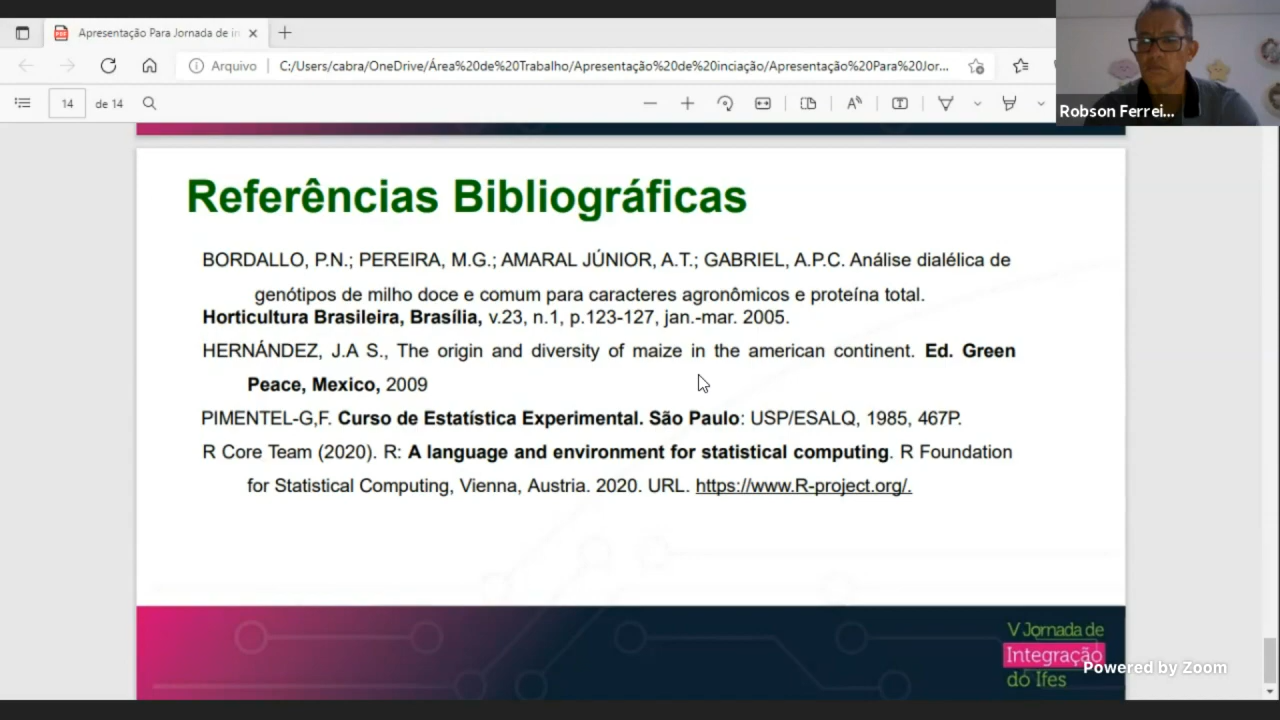 Apresentação Para Jornada de in
Arquivo
C:/Users/cabra/OneDrive/Área%20de%20Trabalho/Apresentação%20de%20inciação/Apresentação%20Para%20Jor...
14 de 14
Robson Ferrei...
Referências Bibliográficas
BORDALLO, P.N.; PEREIRA, M.G.; AMARAL JÚNIOR, A.T.; GABRIEL, A.P.C. Análise dialélica de
genótipos de milho doce e comum para caracteres agronômicos e proteína total.
Horticultura Brasileira, Brasília, v.23, n.1, p.123-127, jan.-mar. 2005.
HERNÁNDEZ, J.A S., The origin and diversity of maize in the american continent. Ed. Green
Peace, Mexico, 2009
PIMENTEL-G,F. Curso de Estatística Experimental. São Paulo: USP/ESALQ, 1985, 467P.
R Core Team (2020). R: A language and environment for statistical computing. R Foundation
for Statistical Computing, Vienna, Austria. 2020. URL. https://www.R-project.org/.
V Jornada de
Integração
do Ifes
Powered by Zoom